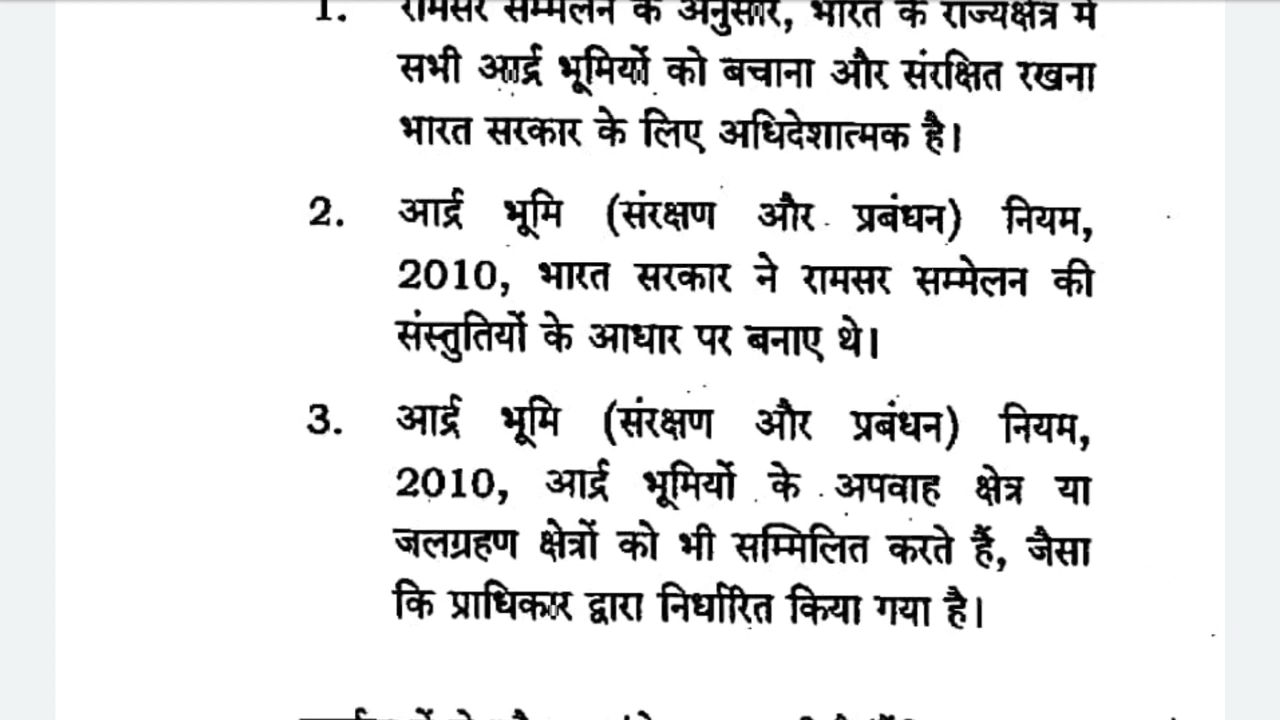 1. रामसर सम्मेलन के अनुसार, भारत के राज्यक्षेत्र में
सभी आर्द्र भूमियों को बचाना और संरक्षित रखना
भारत सरकार के लिए अधिदेशात्मक है।
2. आर्द्र भूमि (संरक्षण और प्रबंधन) नियम,
2010, भारत सरकार ने रामसर सम्मेलन की
संस्तुतियों के आधार पर बनाए थे।
3. आर्द्र भूमि (संरक्षण और प्रबंधन) नियम,
2010, आर्द्र भूमियों के अपवाह क्षेत्र या
जलग्रहण क्षेत्रों को भी सम्मिलित करते हैं, जैसा
कि प्राधिकार द्वारा निर्धारित किया गया है।